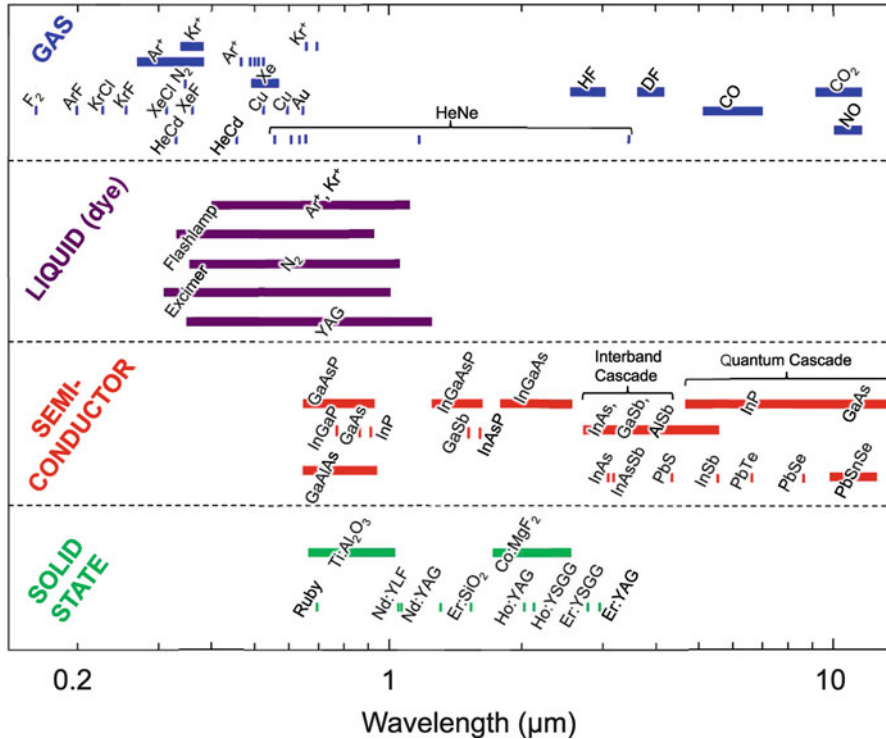 GAS
Kr⁺
Ar⁺
Ar⁺
Kr⁺
F₂
ArF
KrCl
KrF
XeCl
N₂
XeF
Xe
Cu
Cu
Au
HeCd
HeCd
HeNe
HF
DF
CO
CO₂
NO
LIQUID (dye)
Ar⁺, Kr⁺
Flashlamp
N₂
Excimer
YAG
SEMI-
CONDUCTOR
GaAsP
InGaP
GaAs
InP
GaAlAs
InGaAsP
GaSb
InAsP
InGaAs
Interband
Cascade
InAs,
GaSb,
AlSb
Quantum Cascade
InP
GaAs
InAs
InAsSb
PbS
InSb
PbTe
PbSe
PbSnSe
SOLID
STATE
Ti:Al₂O₃
Co:MgF₂
Ruby
Nd:YLF
Nd:YAG
Er:SiO₂
Ho:YAG
Ho:YSGG
Er:YSGG
Er:YAG
0.2
1
10
Wavelength (μm)